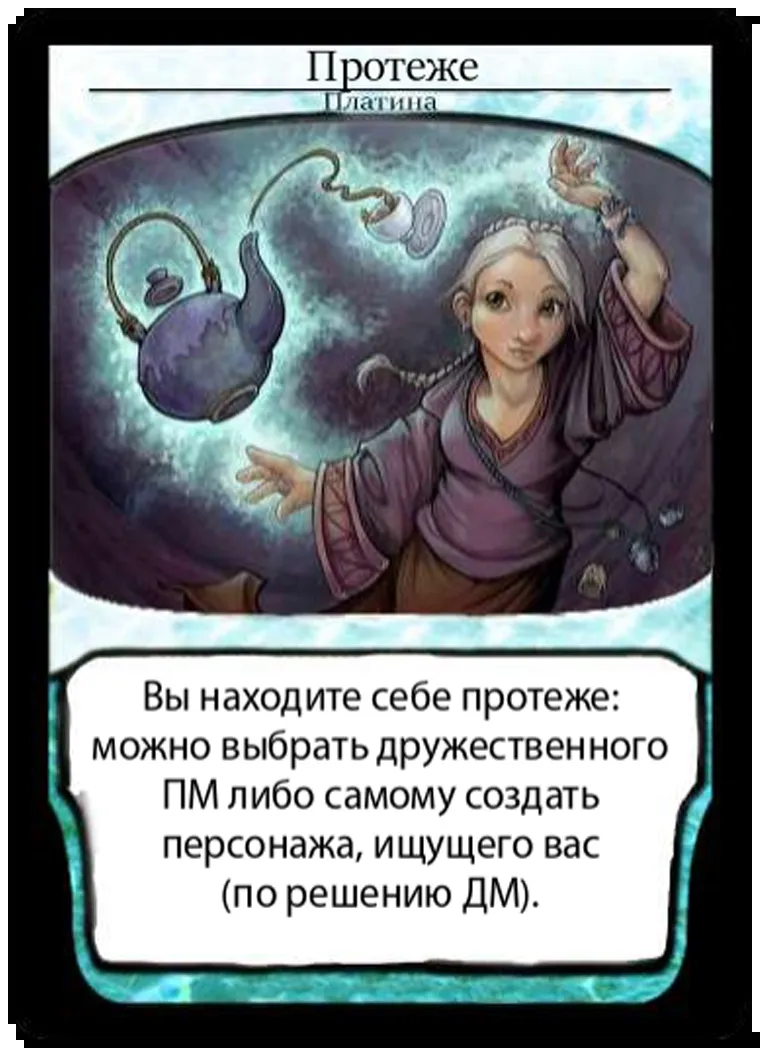 Протеже
Платина
Вы находите себе протеже:
можно выбрать дружественного
ПМ либо самому создать
персонажа, ищущего вас
(по решению ДМ).